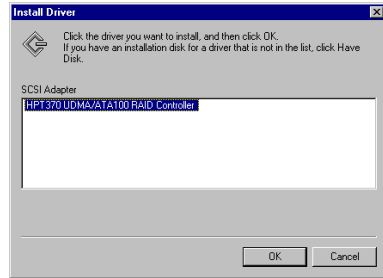 Install Driver
Click the driver you want to install, and then click OK.
If you have an installation disk for a driver that is not in the list, click Have
Disk.
SCSI Adapter
HPT370 UDMA/ATA100 RAID Controller
OK
Cancel